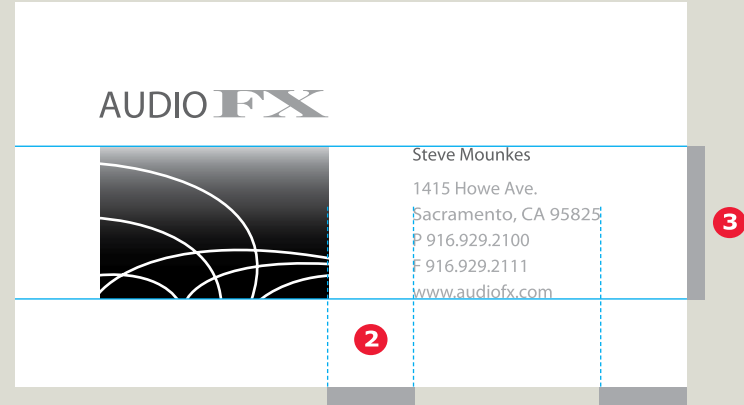 AUDIO FX
Steve Mounkes
1415 Howe Ave.
Sacramento, CA 95825
P 916.929.2100
F 916.929.2111
www.audiofx.com
3
2